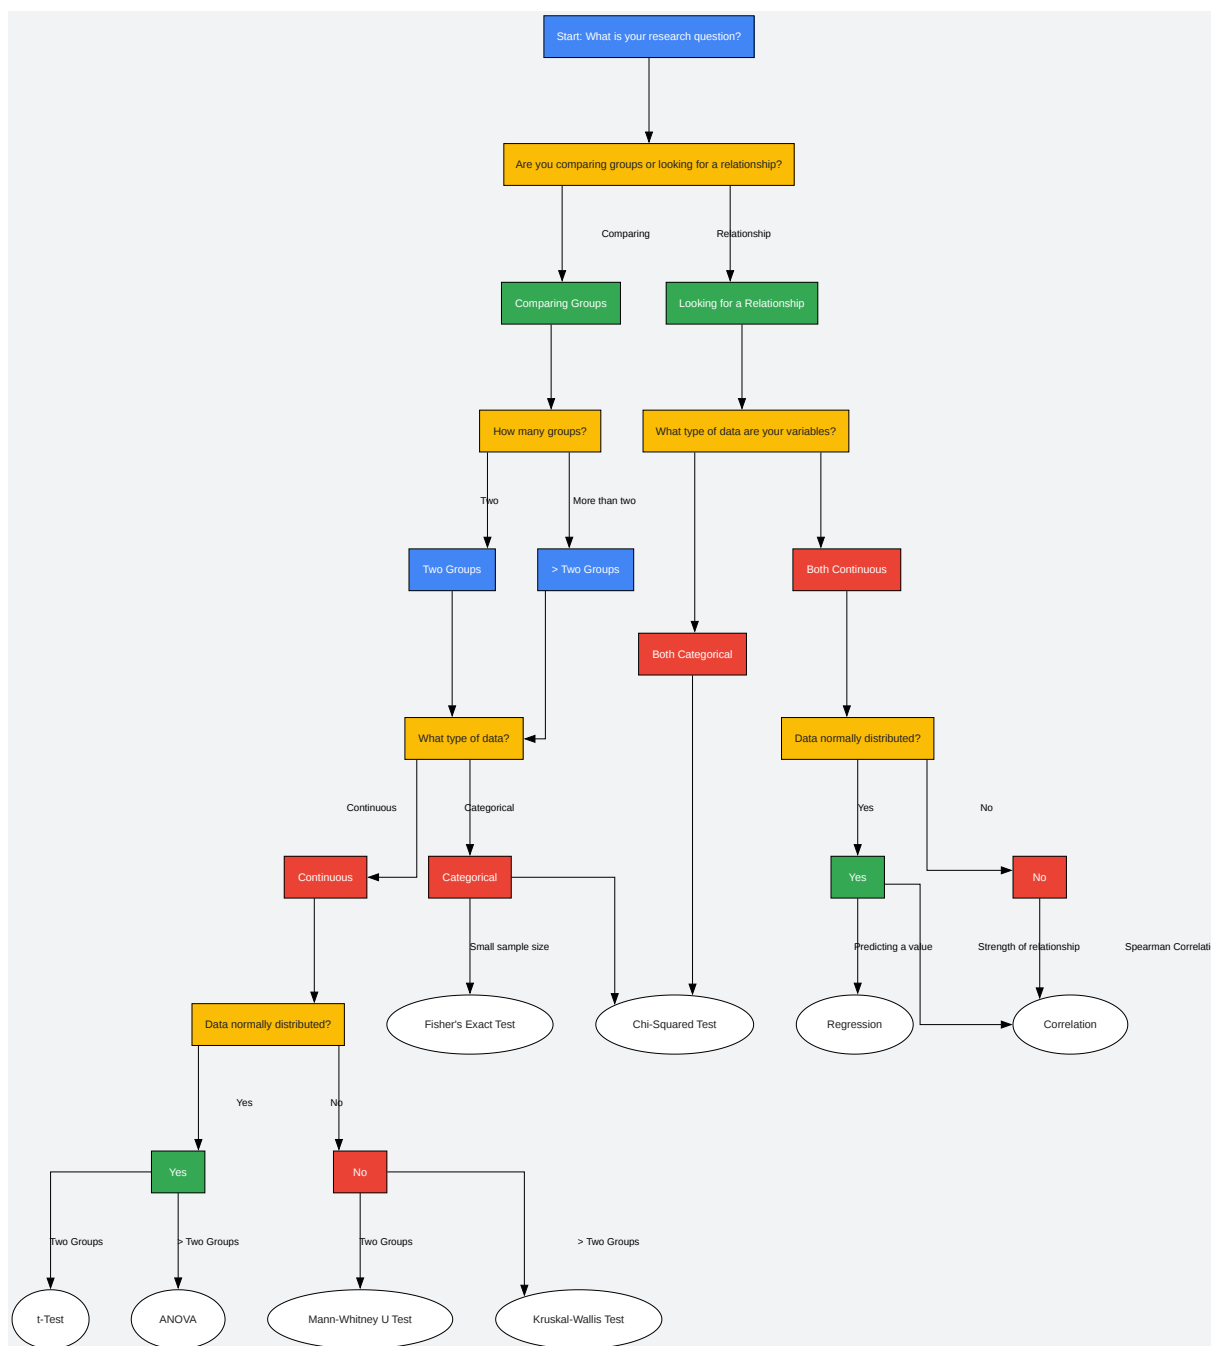 Start: What is your research question?
Are you comparing groups or looking for a relationship?
Comparing
Relationship
Comparing Groups
Looking for a Relationship
How many groups?
What type of data are your variables?
Two
More than two
Two Groups
> Two Groups
Both Continuous
Both Categorical
What type of data?
Data normally distributed?
Continuous
Categorical
Yes
No
Continuous
Categorical
Yes
No
Small sample size
Predicting a value
Strength of relationship
Spearman Correlati
Data normally distributed?
Fisher's Exact Test
Chi-Squared Test
Regression
Correlation
Yes
No
Yes
No
Two Groups
> Two Groups
Two Groups
> Two Groups
t-Test
ANOVA
Mann-Whitney U Test
Kruskal-Wallis Test